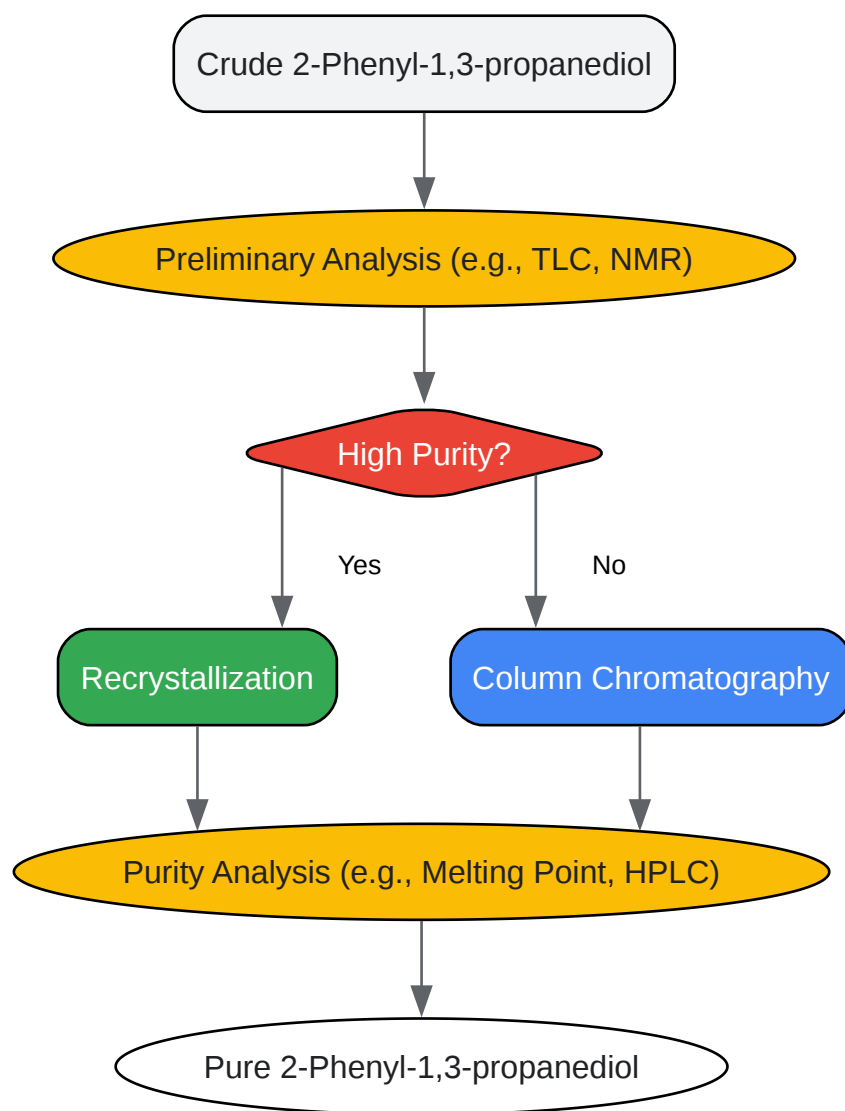 Crude 2-Phenyl-1,3-propanediol
Preliminary Analysis (e.g., TLC, NMR)
High Purity?
Yes
No
Recrystallization
Column Chromatography
Purity Analysis (e.g., Melting Point, HPLC)
Pure 2-Phenyl-1,3-propanediol